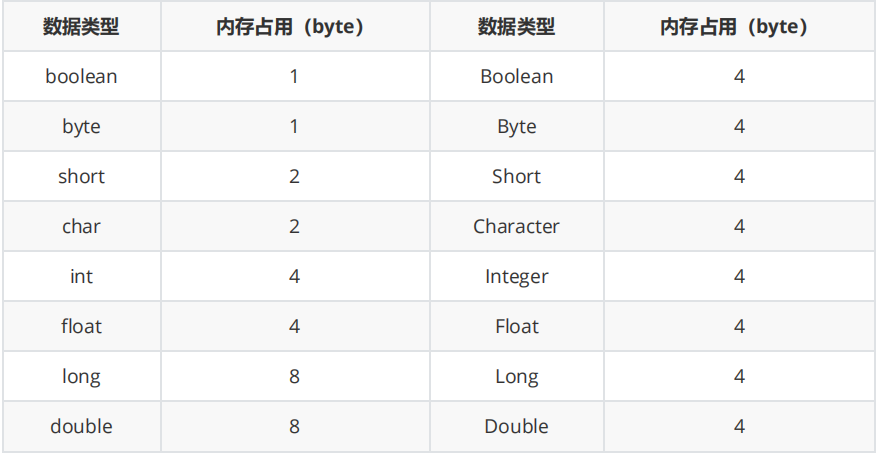 数据类型 内存占用（byte） 数据类型 内存占用（byte）
boolean 1 Boolean 4
byte 1 Byte 4
short 2 Short 4
char 2 Character 4
int 4 Integer 4
float 4 Float 4
long 8 Long 4
double 8 Double 4